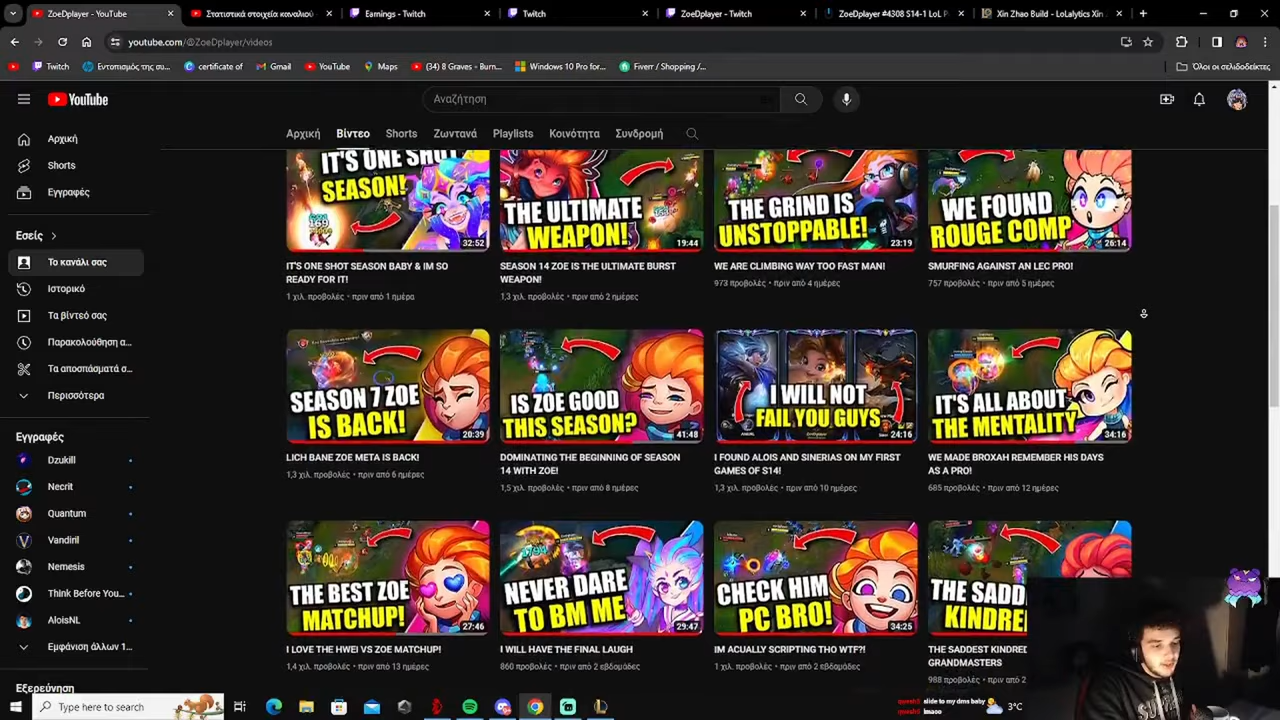 ZoeDplayer - YouTube
Στατιστικά στοιχεία καναλιού
Earnings - Twitch
Twitch
ZoeDplayer - Twitch
ZoeDplayer #4308 S14-1 LoL P
Xin Zhao Build - LoLalytics Xin
youtube.com/@ZoeDplayer/videos
Twitch
Εντοπισμός της συ...
certificate of
Gmail
YouTube
Maps
(34) 8 Graves - Burn...
Windows 10 Pro for...
Fiverr / Shopping /...
Όλοι οι σελιδοδείκτες
YouTube
Αναζήτηση
Αρχική
Βίντεο
Shorts
Ζωντανά
Playlists
Κοινότητα
Συνδρομή
Αρχική
Shorts
Εγγραφές
Εσείς
Το κανάλι σας
Ιστορικό
Τα βίντεό σας
Παρακολούθηση α...
Τα αποσπάσματά σ...
Περισσότερα
Εγγραφές
Dzukill
Necrit
Quantum
Vandiril
Nemesis
Think Before You...
AloisNL
Εμφάνιση άλλων 1...
Εξερεύνηση
IT'S ONE SHOT
SEASON!
32:52
THE ULTIMATE
WEAPON!
19:44
THE GRIND IS
UNSTOPPABLE!
23:19
WE FOUND
ROUGE COMP
26:14
IT'S ONE SHOT SEASON BABY & IM SO
READY FOR IT!
1 χιλ. προβολές • πριν από 1 ημέρα
SEASON 14 ZOE IS THE ULTIMATE BURST
WEAPON!
1,3 χιλ. προβολές • πριν από 2 ημέρες
WE ARE CLIMBING WAY TOO FAST MAN!
973 προβολές • πριν από 4 ημέρες
SMURFING AGAINST AN LEC PRO!
757 προβολές • πριν από 5 ημέρες
SEASON 7 ZOE
IS BACK!
20:39
IS ZOE GOOD
THIS SEASON?
41:48
I WILL NOT
FAIL YOU GUYS
24:16
IT'S ALL ABOUT
THE MENTALITY
34:16
LICH BANE ZOE META IS BACK!
1,3 χιλ. προβολές • πριν από 6 ημέρες
DOMINATING THE BEGINNING OF SEASON
14 WITH ZOE!
1,5 χιλ. προβολές • πριν από 8 ημέρες
I FOUND ALOIS AND SINERIAS ON MY FIRST
GAMES OF S14!
1,3 χιλ. προβολές • πριν από 10 ημέρες
WE MADE BROXAH REMEMBER HIS DAYS
AS A PRO!
685 προβολές • πριν από 12 ημέρες
THE BEST ZOE
MATCHUP!
27:46
NEVER DARE
TO BM ME
29:47
CHECK HIM
PC BRO!
34:25
THE SADD
KINDRE
I LOVE THE HWEI VS ZOE MATCHUP!
1,4 χιλ. προβολές • πριν από 13 ημέρες
I WILL HAVE THE FINAL LAUGH
860 προβολές • πριν από 2 εβδομάδες
IM ACUALLY SCRIPTING THO WTF?!
1 χιλ. προβολές • πριν από 2 εβδομάδες
THE SADDEST KINDRED
GRANDMASTERS
988 προβολές • πριν από 2
Type here to search
slide to my dms baby
lmaoo
3°C